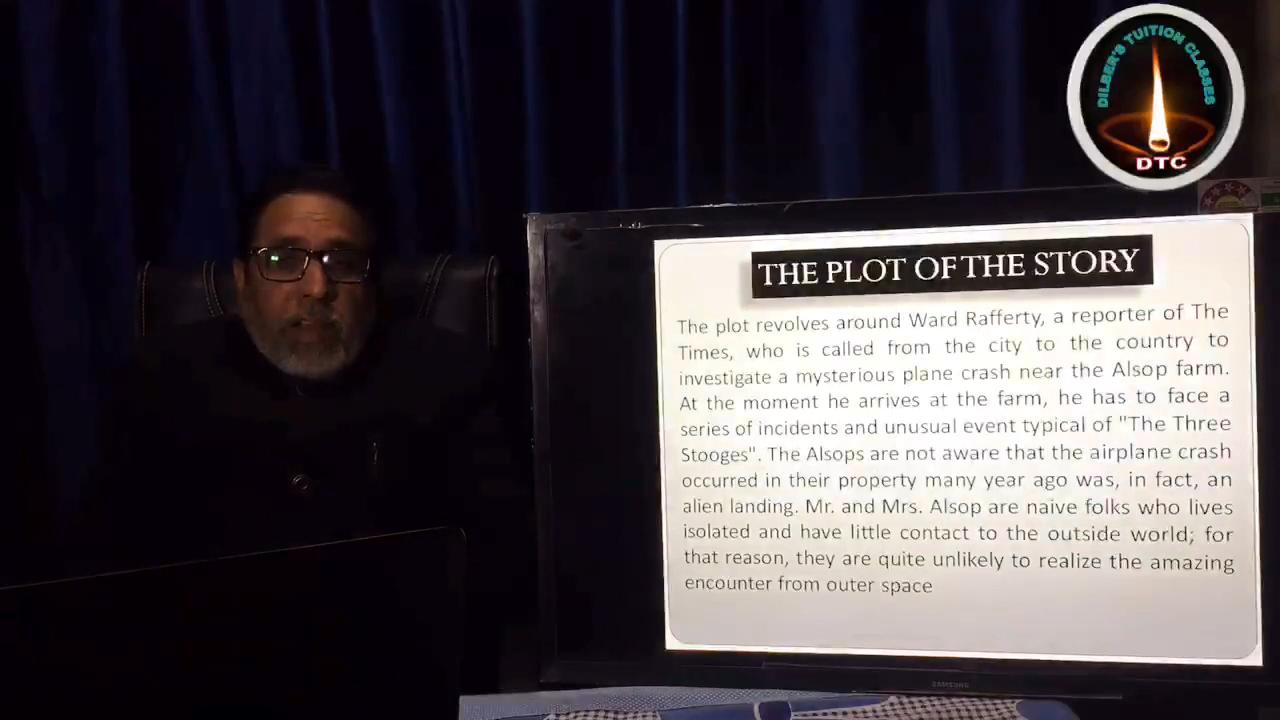 DILBER'S TUITION CLASSES
DTC
THE PLOT OF THE STORY
The plot revolves around Ward Rafferty, a reporter of The
Times, who is called from the city to the country to
investigate a mysterious plane crash near the Alsop farm.
At the moment he arrives at the farm, he has to face a
series of incidents and unusual event typical of "The Three
Stooges". The Alsops are not aware that the airplane crash
occurred in their property many year ago was, in fact, an
alien landing. Mr. and Mrs. Alsop are naive folks who lives
isolated and have little contact to the outside world; for
that reason, they are quite unlikely to realize the amazing
encounter from outer space
SAMSUNG